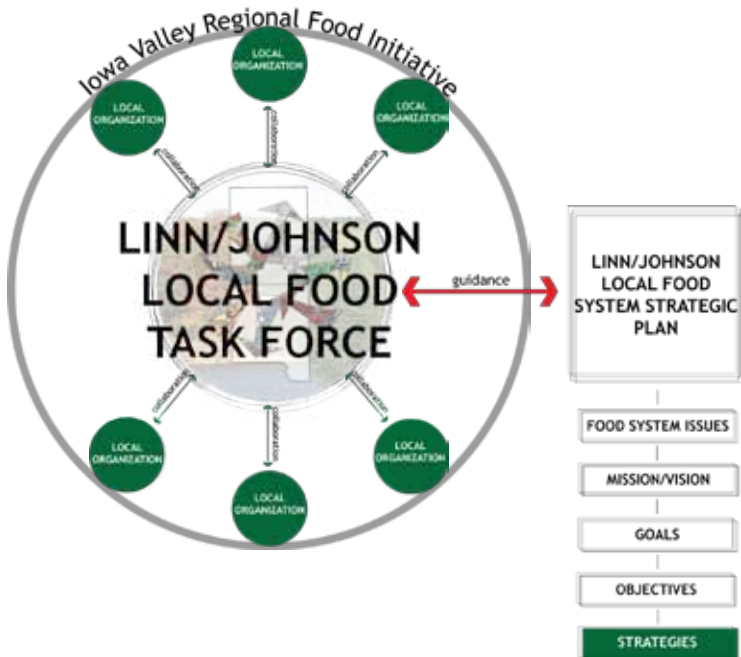 Iowa Valley Regional Food Initiative
LOCAL
ORGANIZATION
LOCAL
ORGANIZATION
LOCAL
ORGANIZATION
collaboration
collaboration
collaboration
LINN/JOHNSON
LOCAL FOOD
TASK FORCE
guidance
LINN/JOHNSON
LOCAL FOOD
SYSTEM STRATEGIC
PLAN
collaboration
collaboration
collaboration
LOCAL
ORGANIZATION
LOCAL
ORGANIZATION
LOCAL
ORGANIZATION
FOOD SYSTEM ISSUES
MISSION/VISION
GOALS
OBJECTIVES
STRATEGIES